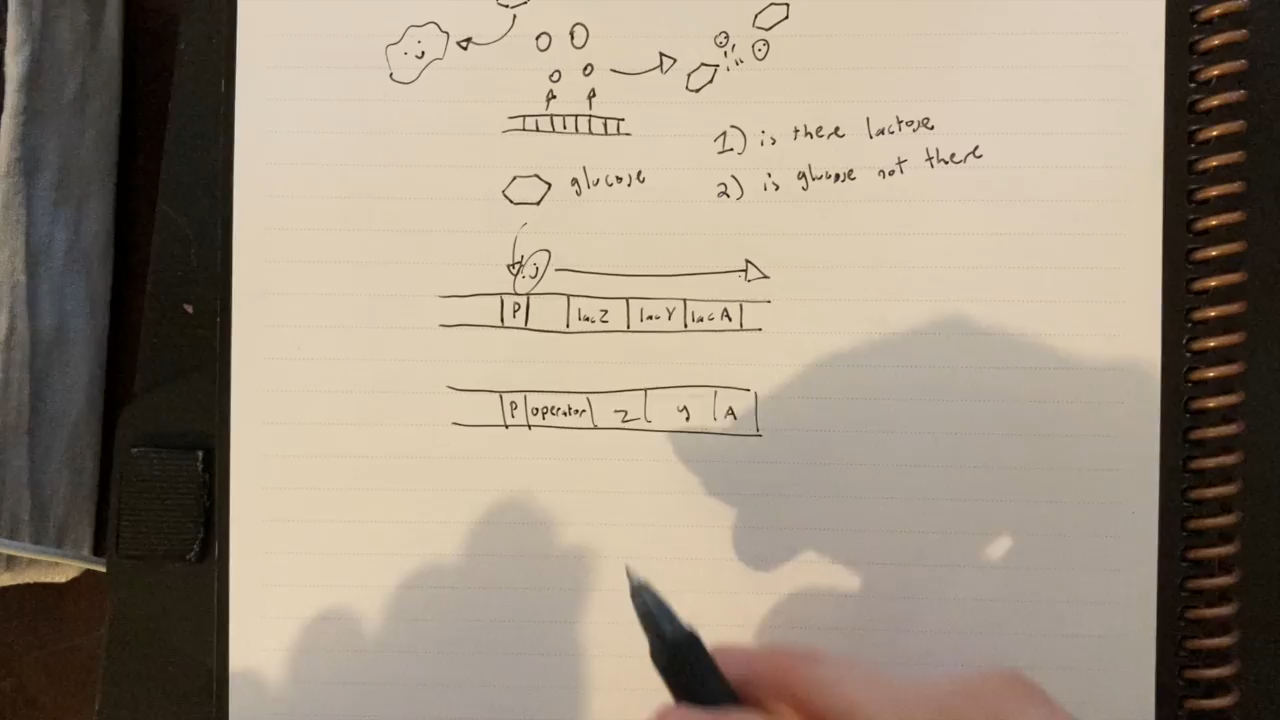 1) is there lactose
glucose
2) is glucose not there
P lacZ lacY lacA
P operator Z y A